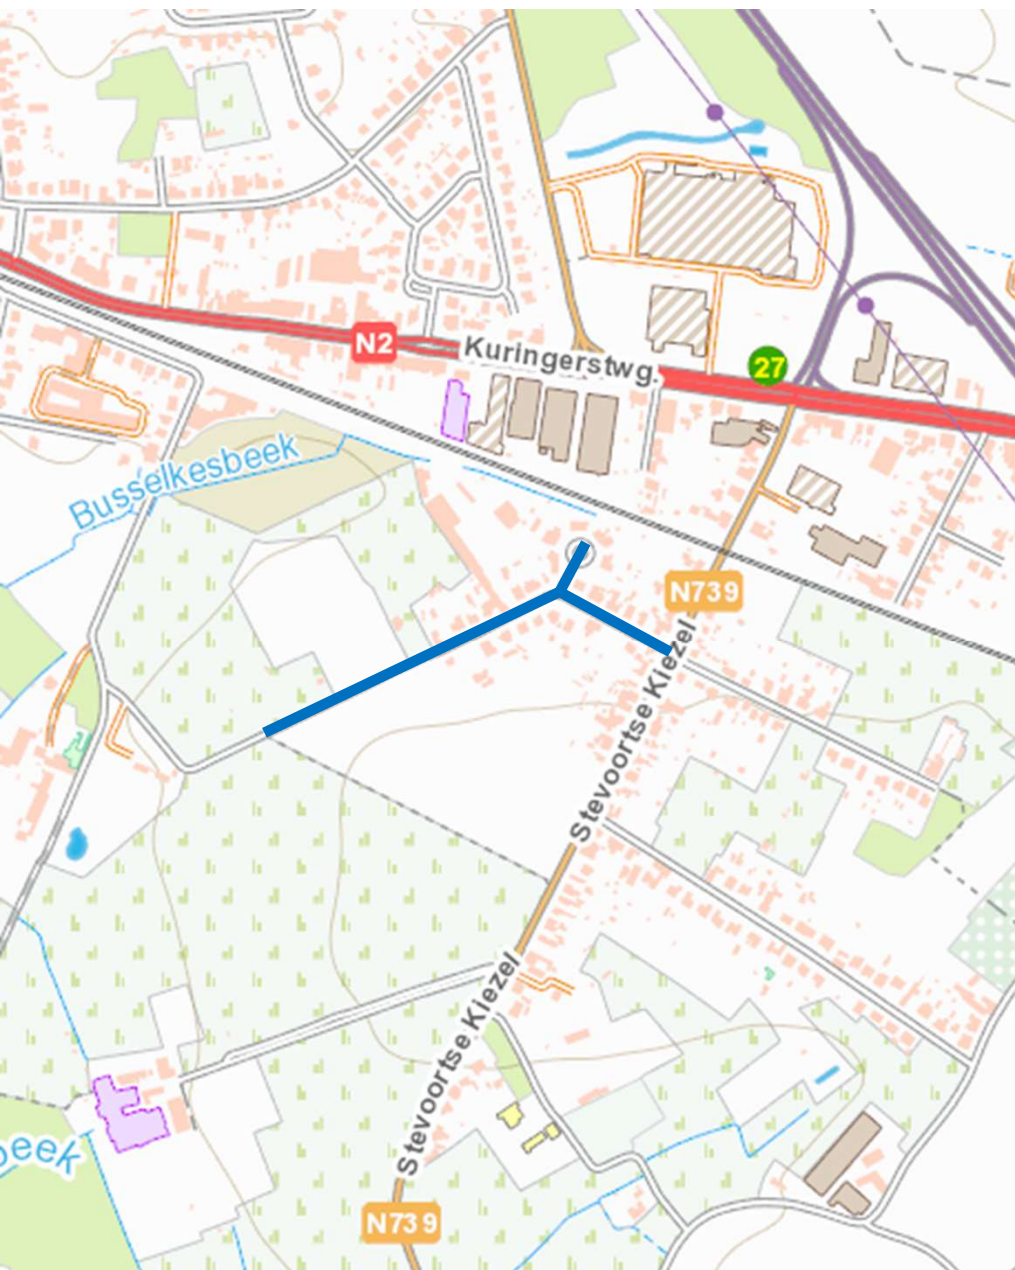 N2
Kuringerstwg.
27
Busselkesbeek
N739
Stevoortse Kiezel
Stevoortse Kiezel
beek
N739